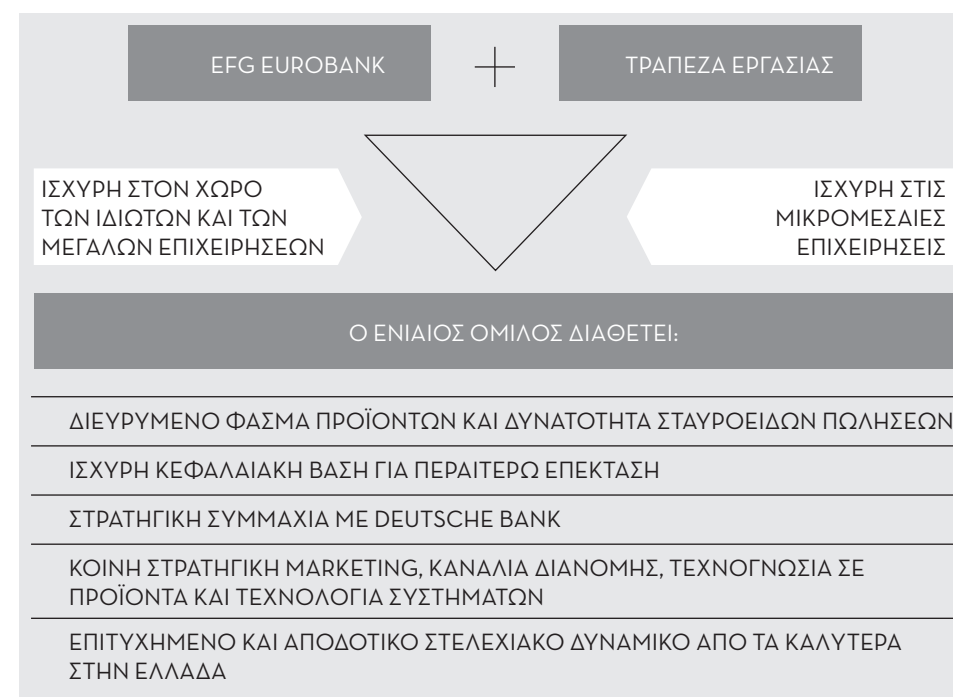 EFG EUROBANK
+
ΤΡΑΠΕΖΑ ΕΡΓΑΣΙΑΣ
ΙΣΧΥΡΗ ΣΤΟΝ ΧΩΡΟ
ΤΩΝ ΙΔΙΩΤΩΝ ΚΑΙ ΤΩΝ
ΜΕΓΑΛΩΝ ΕΠΙΧΕΙΡΗΣΕΩΝ
ΙΣΧΥΡΗ ΣΤΙΣ
ΜΙΚΡΟΜΕΣΑΙΕΣ
ΕΠΙΧΕΙΡΗΣΕΙΣ
Ο ΕΝΙΑΙΟΣ ΟΜΙΛΟΣ ΔΙΑΘΕΤΕΙ:
ΔΙΕΥΡΥΜΕΝΟ ΦΑΣΜΑ ΠΡΟΪΟΝΤΩΝ ΚΑΙ ΔΥΝΑΤΟΤΗΤΑ ΣΤΑΥΡΟΕΙΔΩΝ ΠΩΛΗΣΕΩΝ
ΙΣΧΥΡΗ ΚΕΦΑΛΑΙΑΚΗ ΒΑΣΗ ΓΙΑ ΠΕΡΑΙΤΕΡΩ ΕΠΕΚΤΑΣΗ
ΣΤΡΑΤΗΓΙΚΗ ΣΥΜΜΑΧΙΑ ΜΕ DEUTSCHE BANK
ΚΟΙΝΗ ΣΤΡΑΤΗΓΙΚΗ MARKETING, ΚΑΝΑΛΙΑ ΔΙΑΝΟΜΗΣ, ΤΕΧΝΟΓΝΩΣΙΑ ΣΕ
ΠΡΟΪΟΝΤΑ ΚΑΙ ΤΕΧΝΟΛΟΓΙΑ ΣΥΣΤΗΜΑΤΩΝ
ΕΠΙΤΥΧΗΜΕΝΟ ΚΑΙ ΑΠΟΔΟΤΙΚΟ ΣΤΕΛΕΧΙΑΚΟ ΔΥΝΑΜΙΚΟ ΑΠΟ ΤΑ ΚΑΛΥΤΕΡΑ
ΣΤΗΝ ΕΛΛΑΔΑ